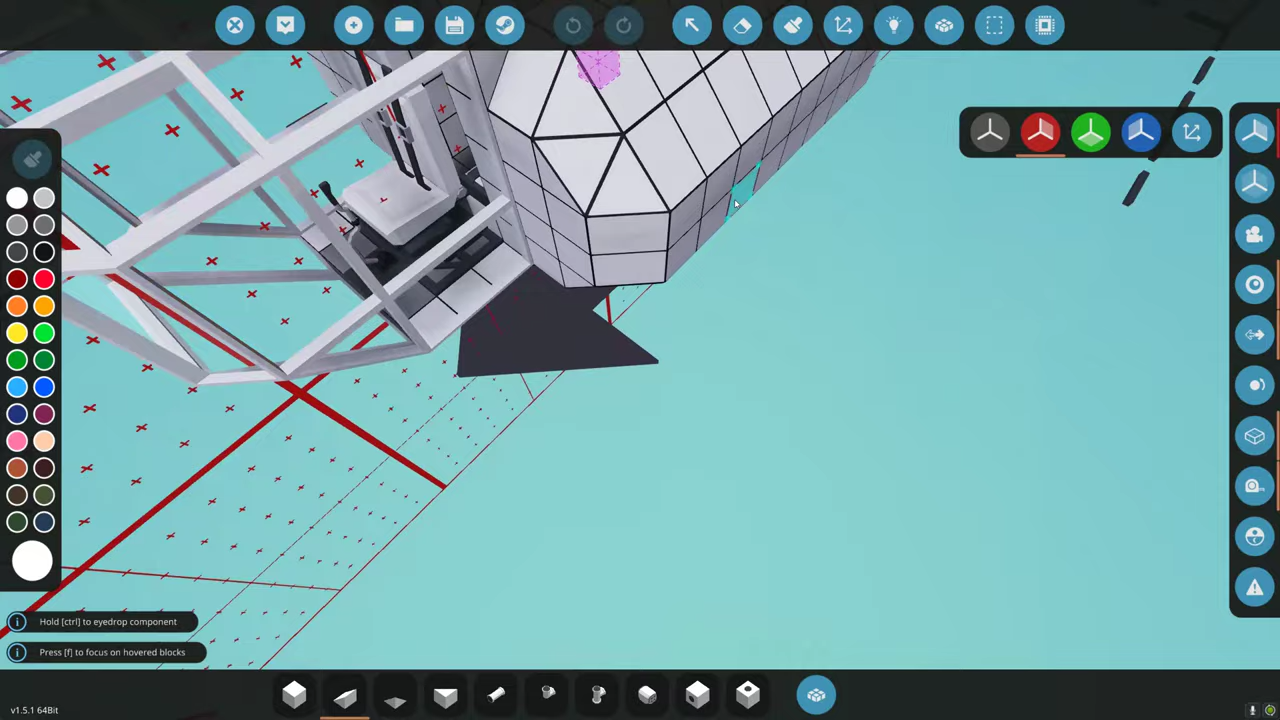 Hold [ctrl] to eyedrop component
Press [f] to focus on hovered blocks
v1.5.1 64Bit